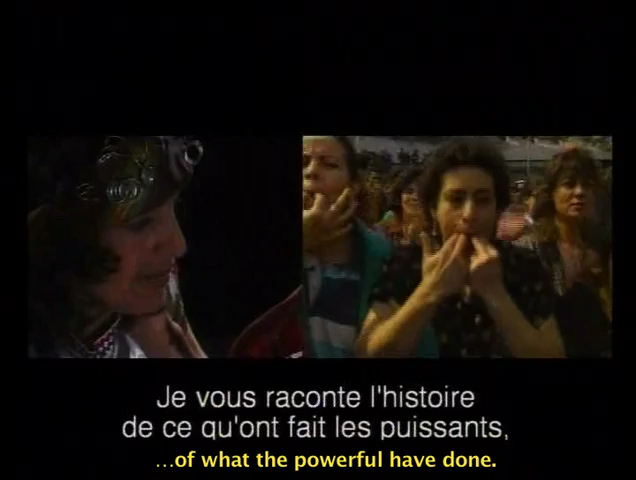 Je vous raconte l'histoire
de ce qu'ont fait les puissants,
...of what the powerful have done.